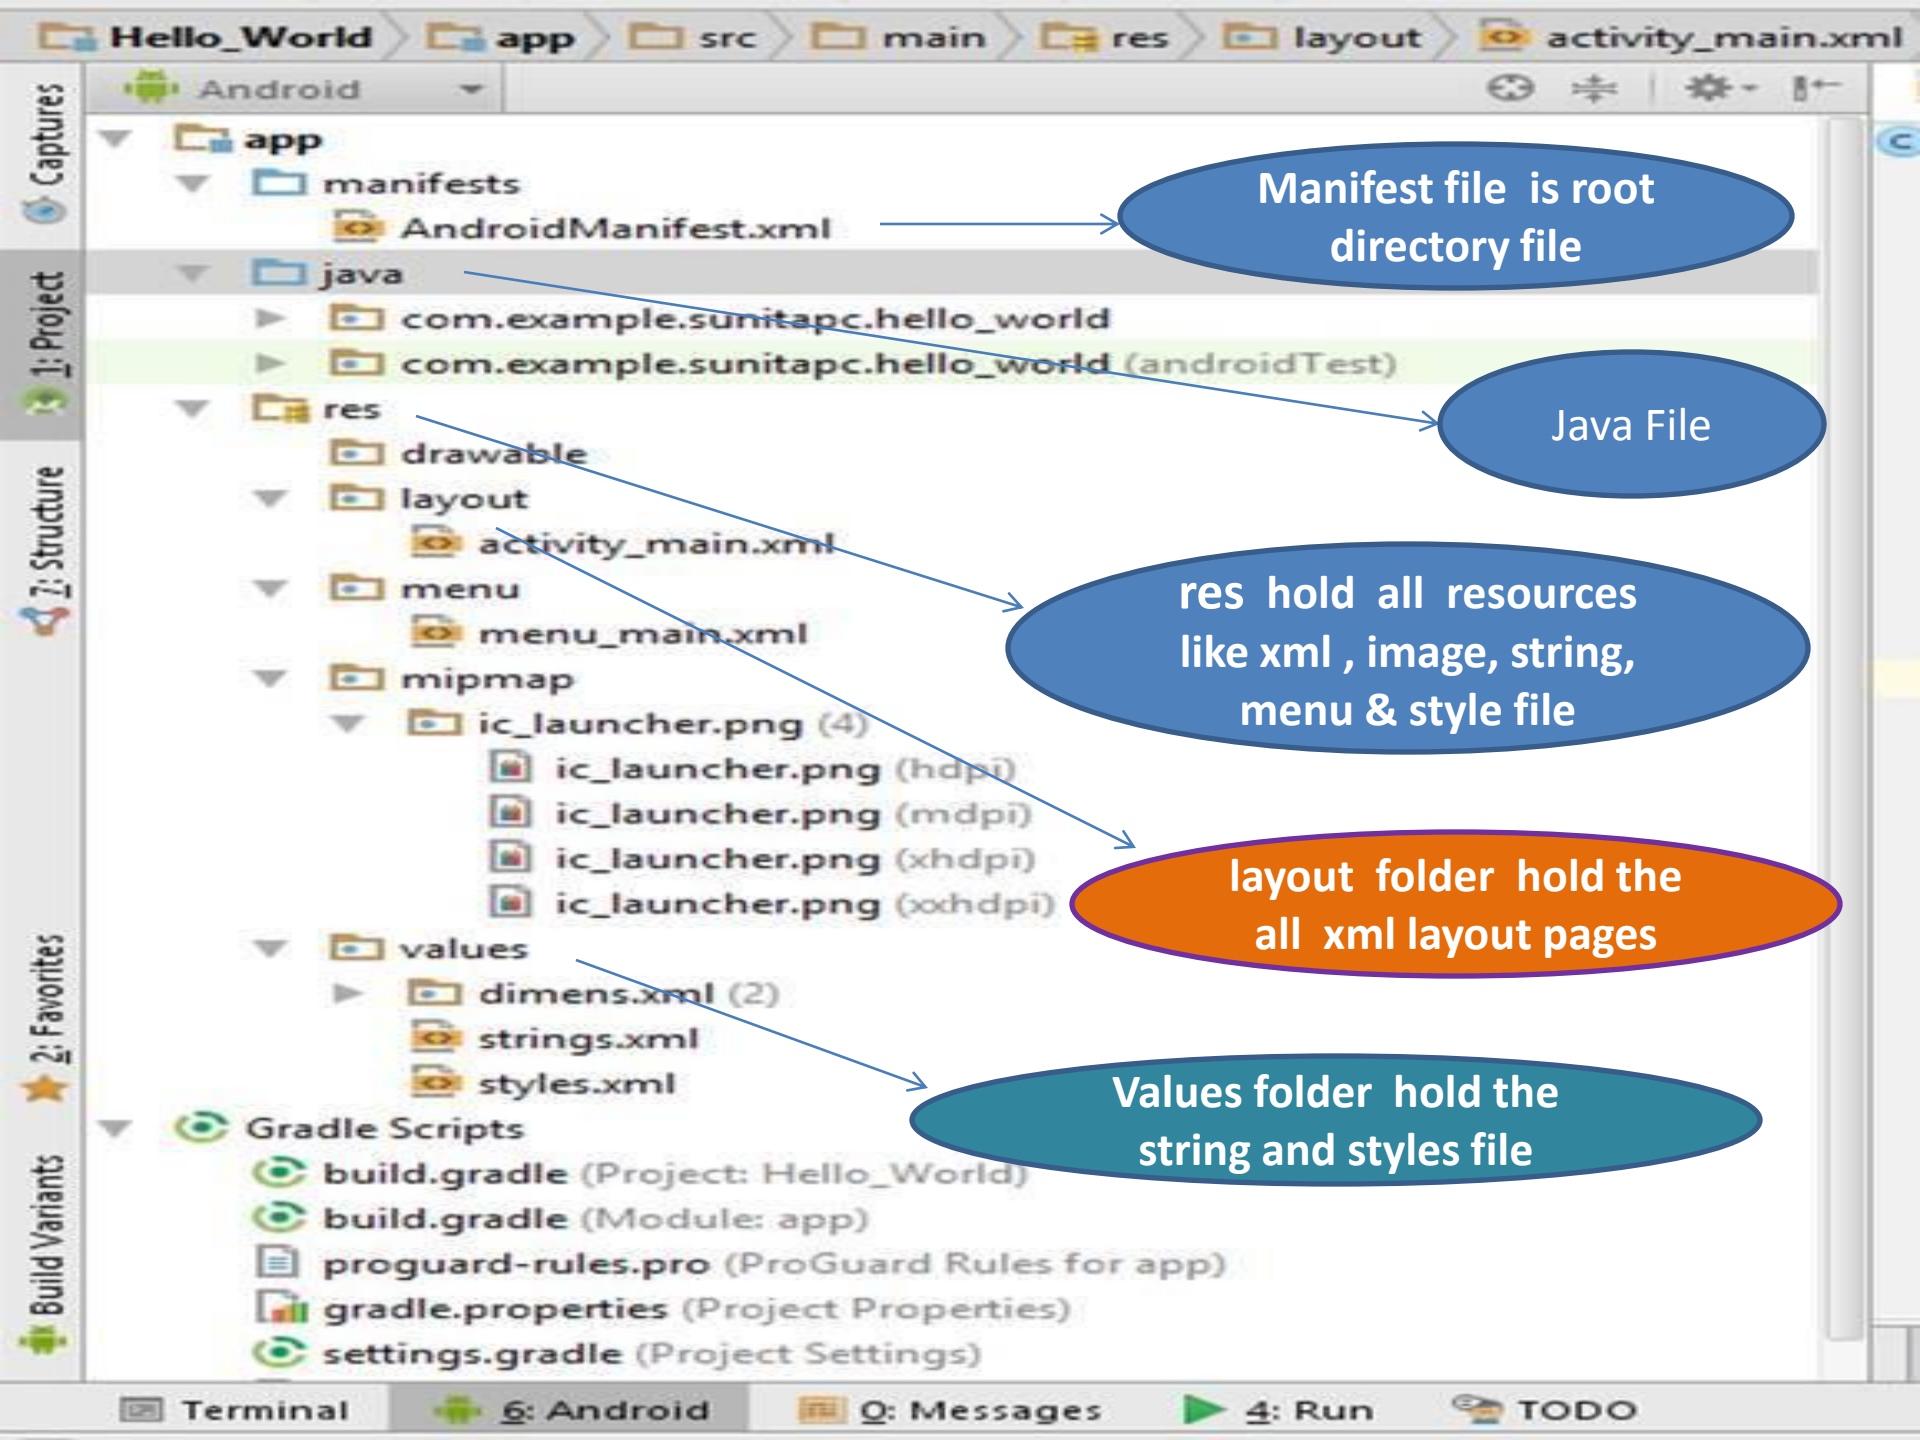 Hello_World app src main res layout activity_main.xml
Android
Captures
1: Project
7: Structure
2: Favorites
Build Variants
app
manifests
AndroidManifest.xml
Manifest file is root
directory file
java
com.example.sunitapc.hello_world
com.example.sunitapc.hello_world (androidTest)
Java File
res
drawable
layout
activity_main.xml
menu
menu_main.xml
res hold all resources
like xml , image, string,
menu & style file
mipmap
ic_launcher.png (4)
ic_launcher.png (hdpi)
ic_launcher.png (mdpi)
ic_launcher.png (xhdpi)
ic_launcher.png (xxhdpi)
layout folder hold the
all xml layout pages
values
dimens.xml (2)
strings.xml
styles.xml
Values folder hold the
string and styles file
Gradle Scripts
build.gradle (Project: Hello_World)
build.gradle (Module: app)
proguard-rules.pro (ProGuard Rules for app)
gradle.properties (Project Properties)
settings.gradle (Project Settings)
Terminal 6: Android 0: Messages 4: Run TODO